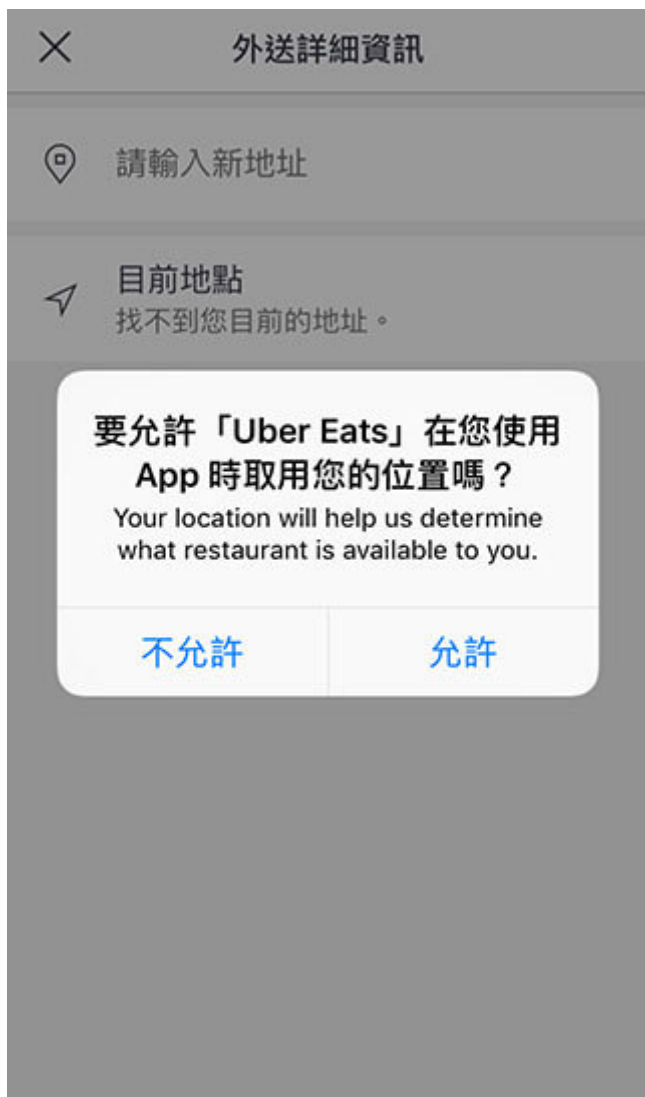 外送詳細資訊
請輸入新地址
目前地點
找不到您目前的地址。
要允許「Uber Eats」在您使用
App 時取用您的位置嗎？
Your location will help us determine
what restaurant is available to you.
不允許
允許